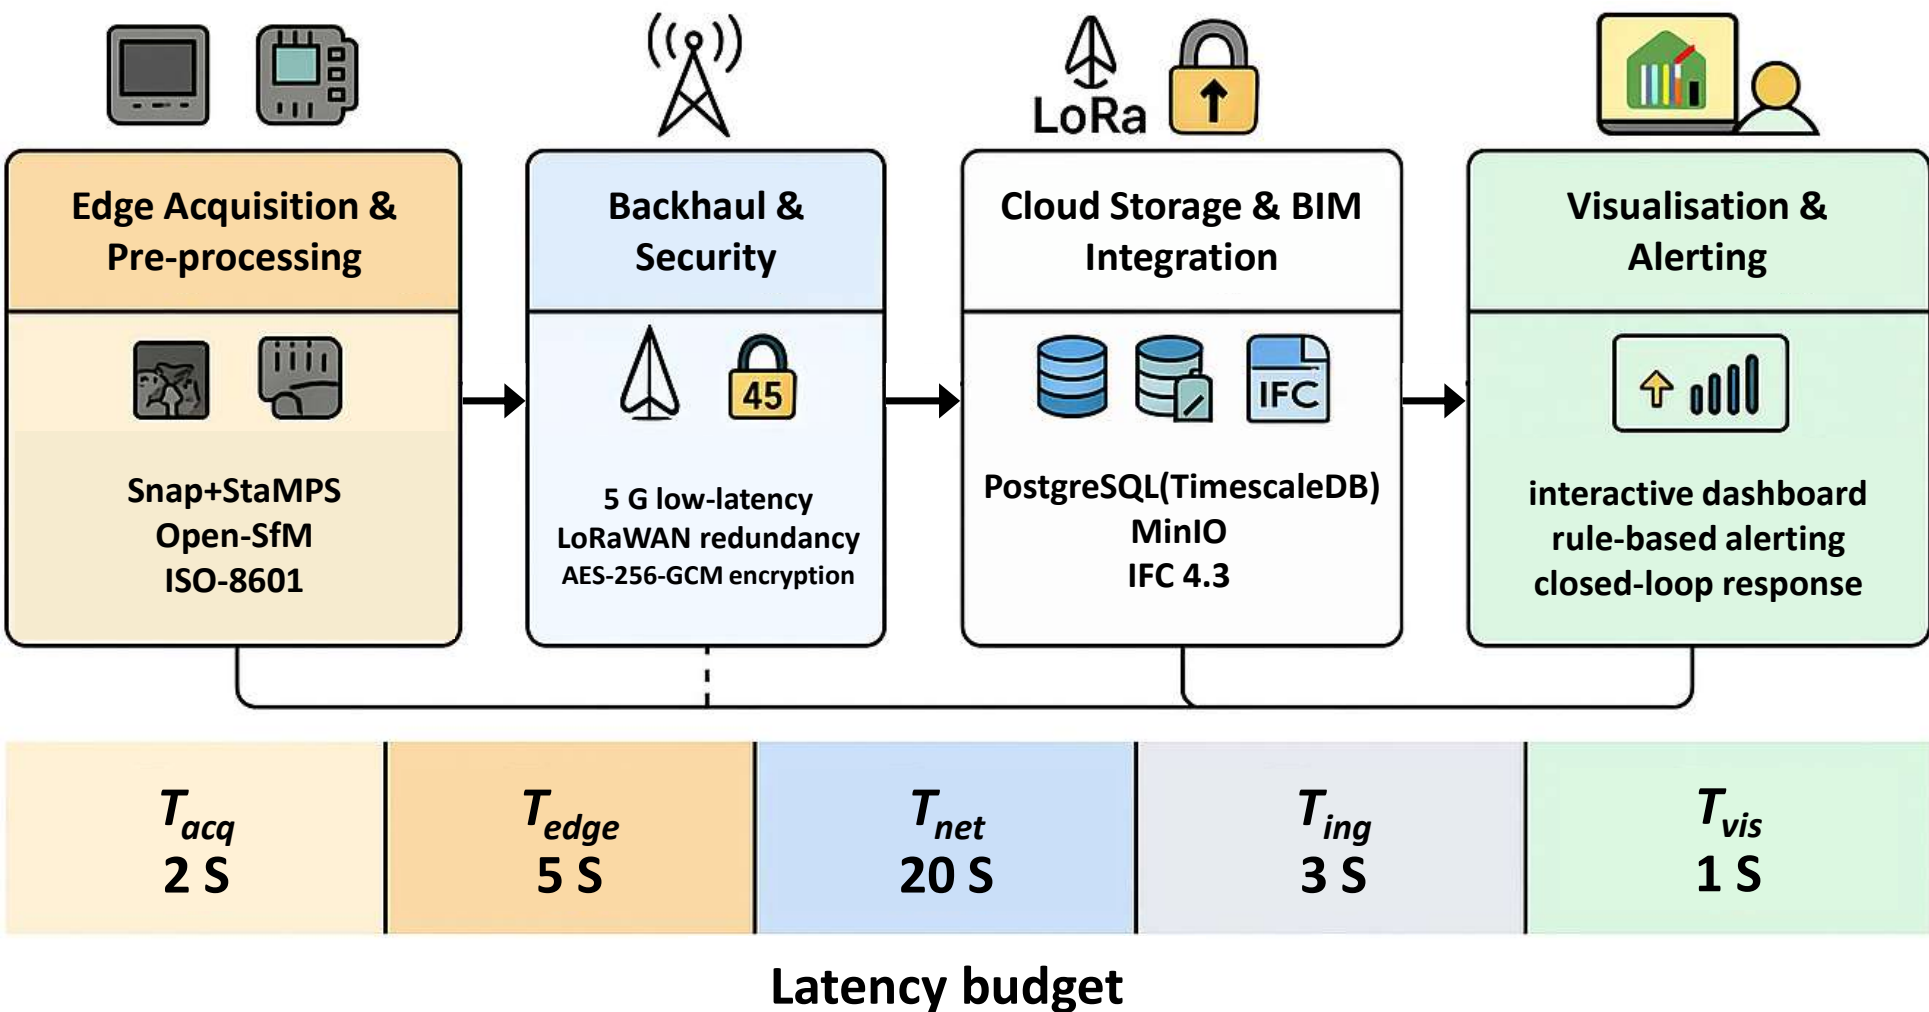 LoRa
Edge Acquisition &
Pre-processing
Snap+StaMPS
Open-SfM
ISO-8601
Backhaul &
Security
45
5 G low-latency
LoRaWAN redundancy
AES-256-GCM encryption
Cloud Storage & BIM
Integration
IFC
PostgreSQL(TimescaleDB)
MinIO
IFC 4.3
Visualisation &
Alerting
interactive dashboard
rule-based alerting
closed-loop response
Tacq
2 S
Tedge
5 S
Tnet
20 S
Ting
3 S
Tvis
1 S
Latency budget